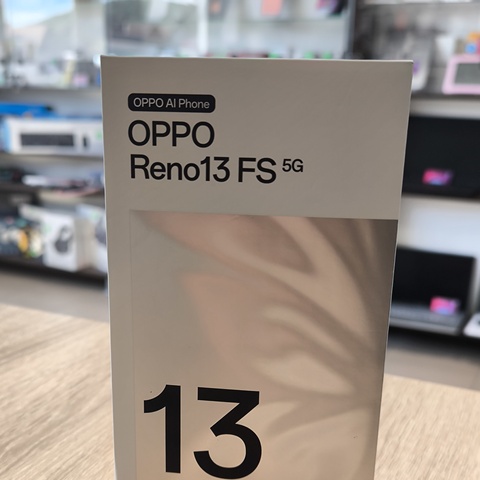 OPPO AI Phone
OPPO
Reno13 FS 5G
13